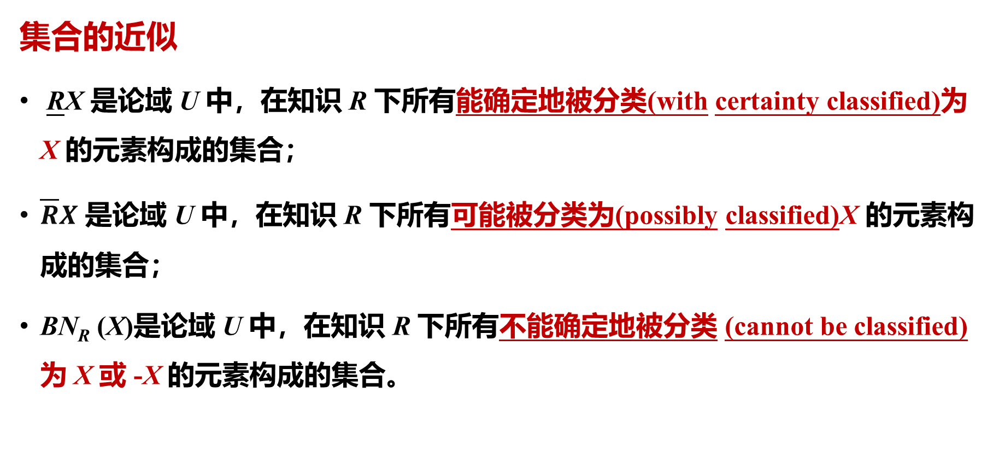 集合的近似
• R̲X 是论域 U 中，在知识 R 下所有能确定地被分类(with certainty classified)为
X 的元素构成的集合；
• R̅X 是论域 U 中，在知识 R 下所有可能被分类为(possibly classified)X 的元素构
成的集合；
• BN_R (X)是论域 U 中，在知识 R 下所有不能确定地被分类 (cannot be classified)
为 X 或 -X 的元素构成的集合。